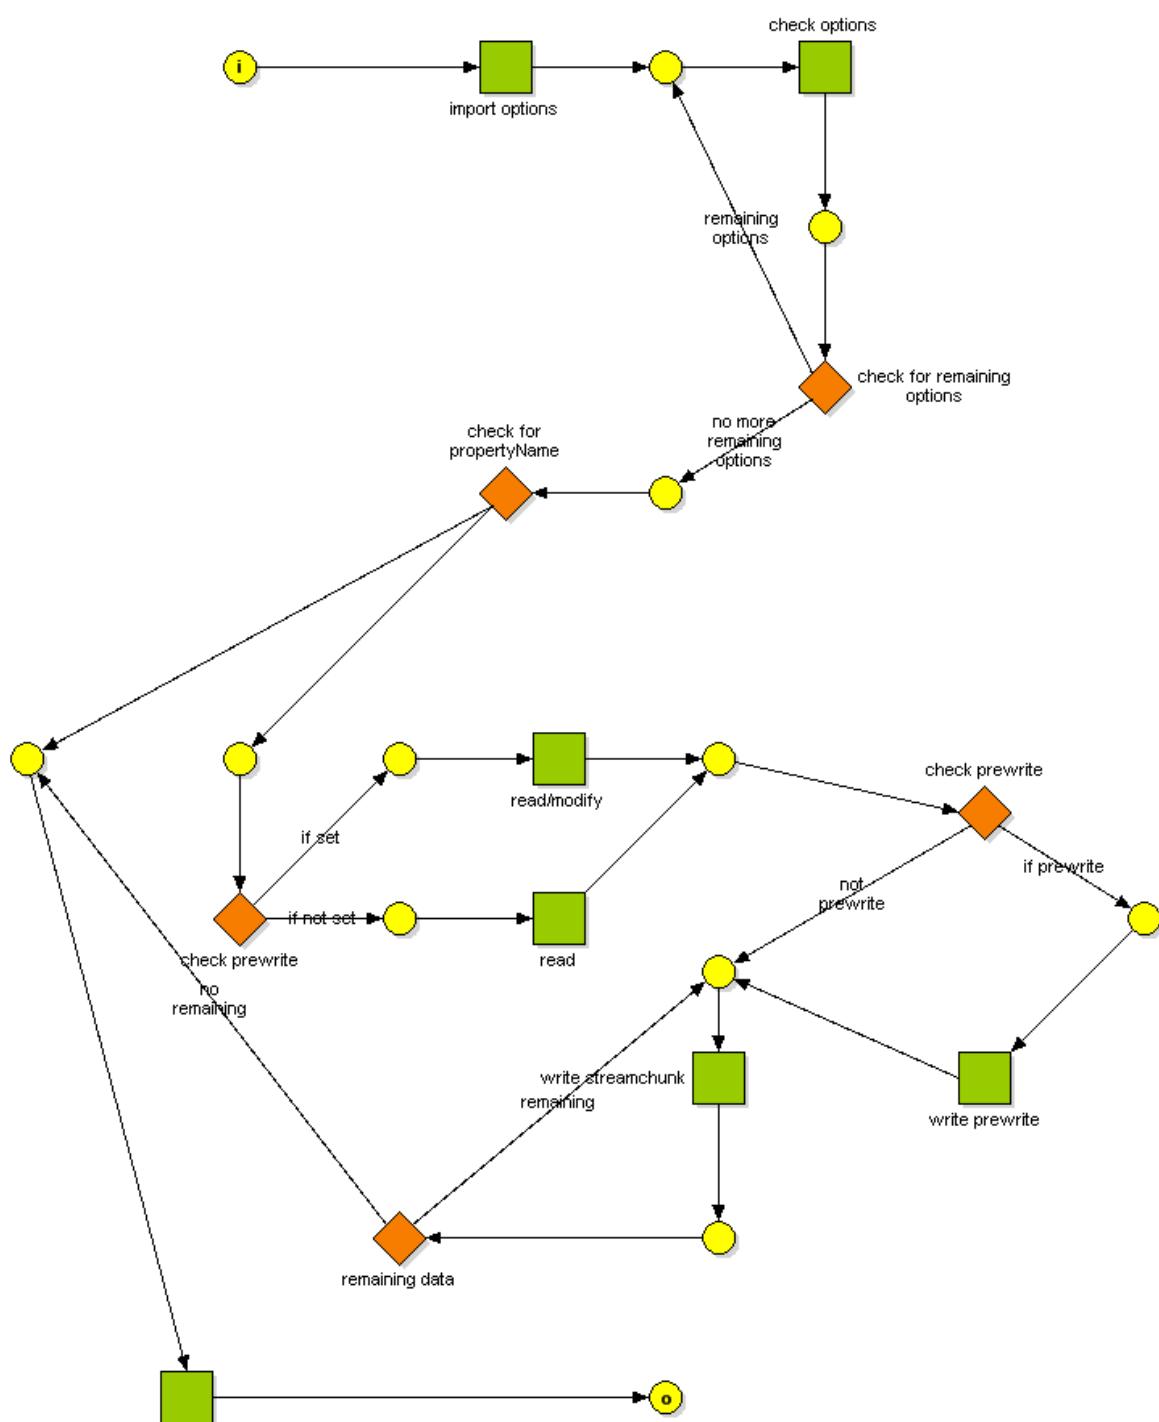 check options
i
import options
remaining
options
check for remaining
options
no more
remaining
options
check for
propertyName
check prewrite
read/modify
if set
if prewrite
not
prewrite
if not set
check prewrite
read
no
remaining
write streamchunk
remaining
write prewrite
remaining data
o